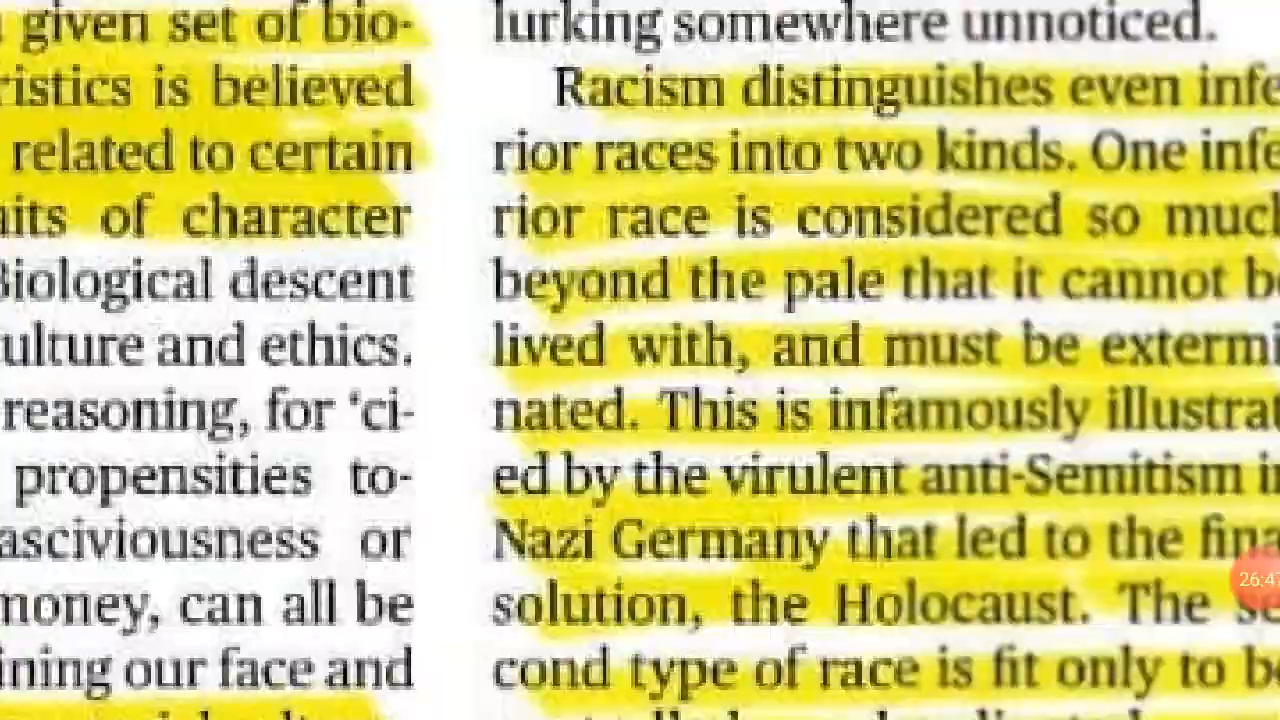 given set of bio-
ristics is believed
related to certain
aits of character
Biological descent
ulture and ethics.
reasoning, for ‘ci-
propensities to-
asciviousness or
money, can all be
ining our face and
lurking somewhere unnoticed.
Racism distinguishes even infe
rior races into two kinds. One infe
rior race is considered so much
beyond the pale that it cannot be
lived with, and must be extermi
nated. This is infamously illustrat
ed by the virulent anti-Semitism in
Nazi Germany that led to the fina
solution, the Holocaust. The se
cond type of race is fit only to be
26:47